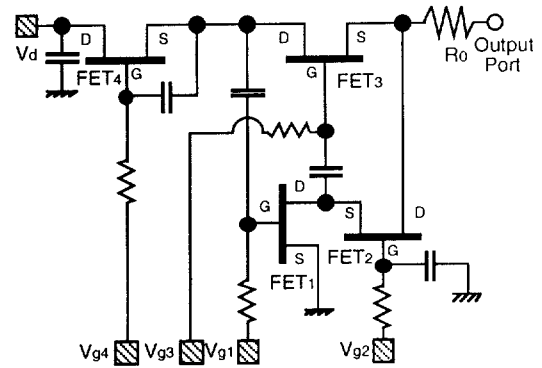 D S D S
Vd G FET4 G FET3 R0 Output Port
G D S D
S FET1 FET2 G
Vg4 Vg3 Vg1 Vg2